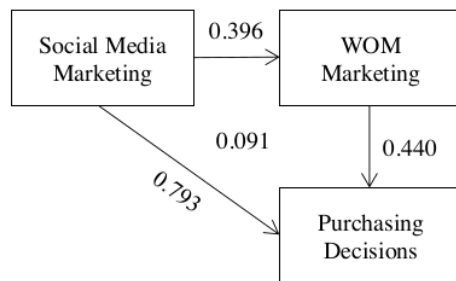 Social Media
Marketing
0.396
WOM
Marketing
0.091
0.440
0.793
Purchasing
Decisions